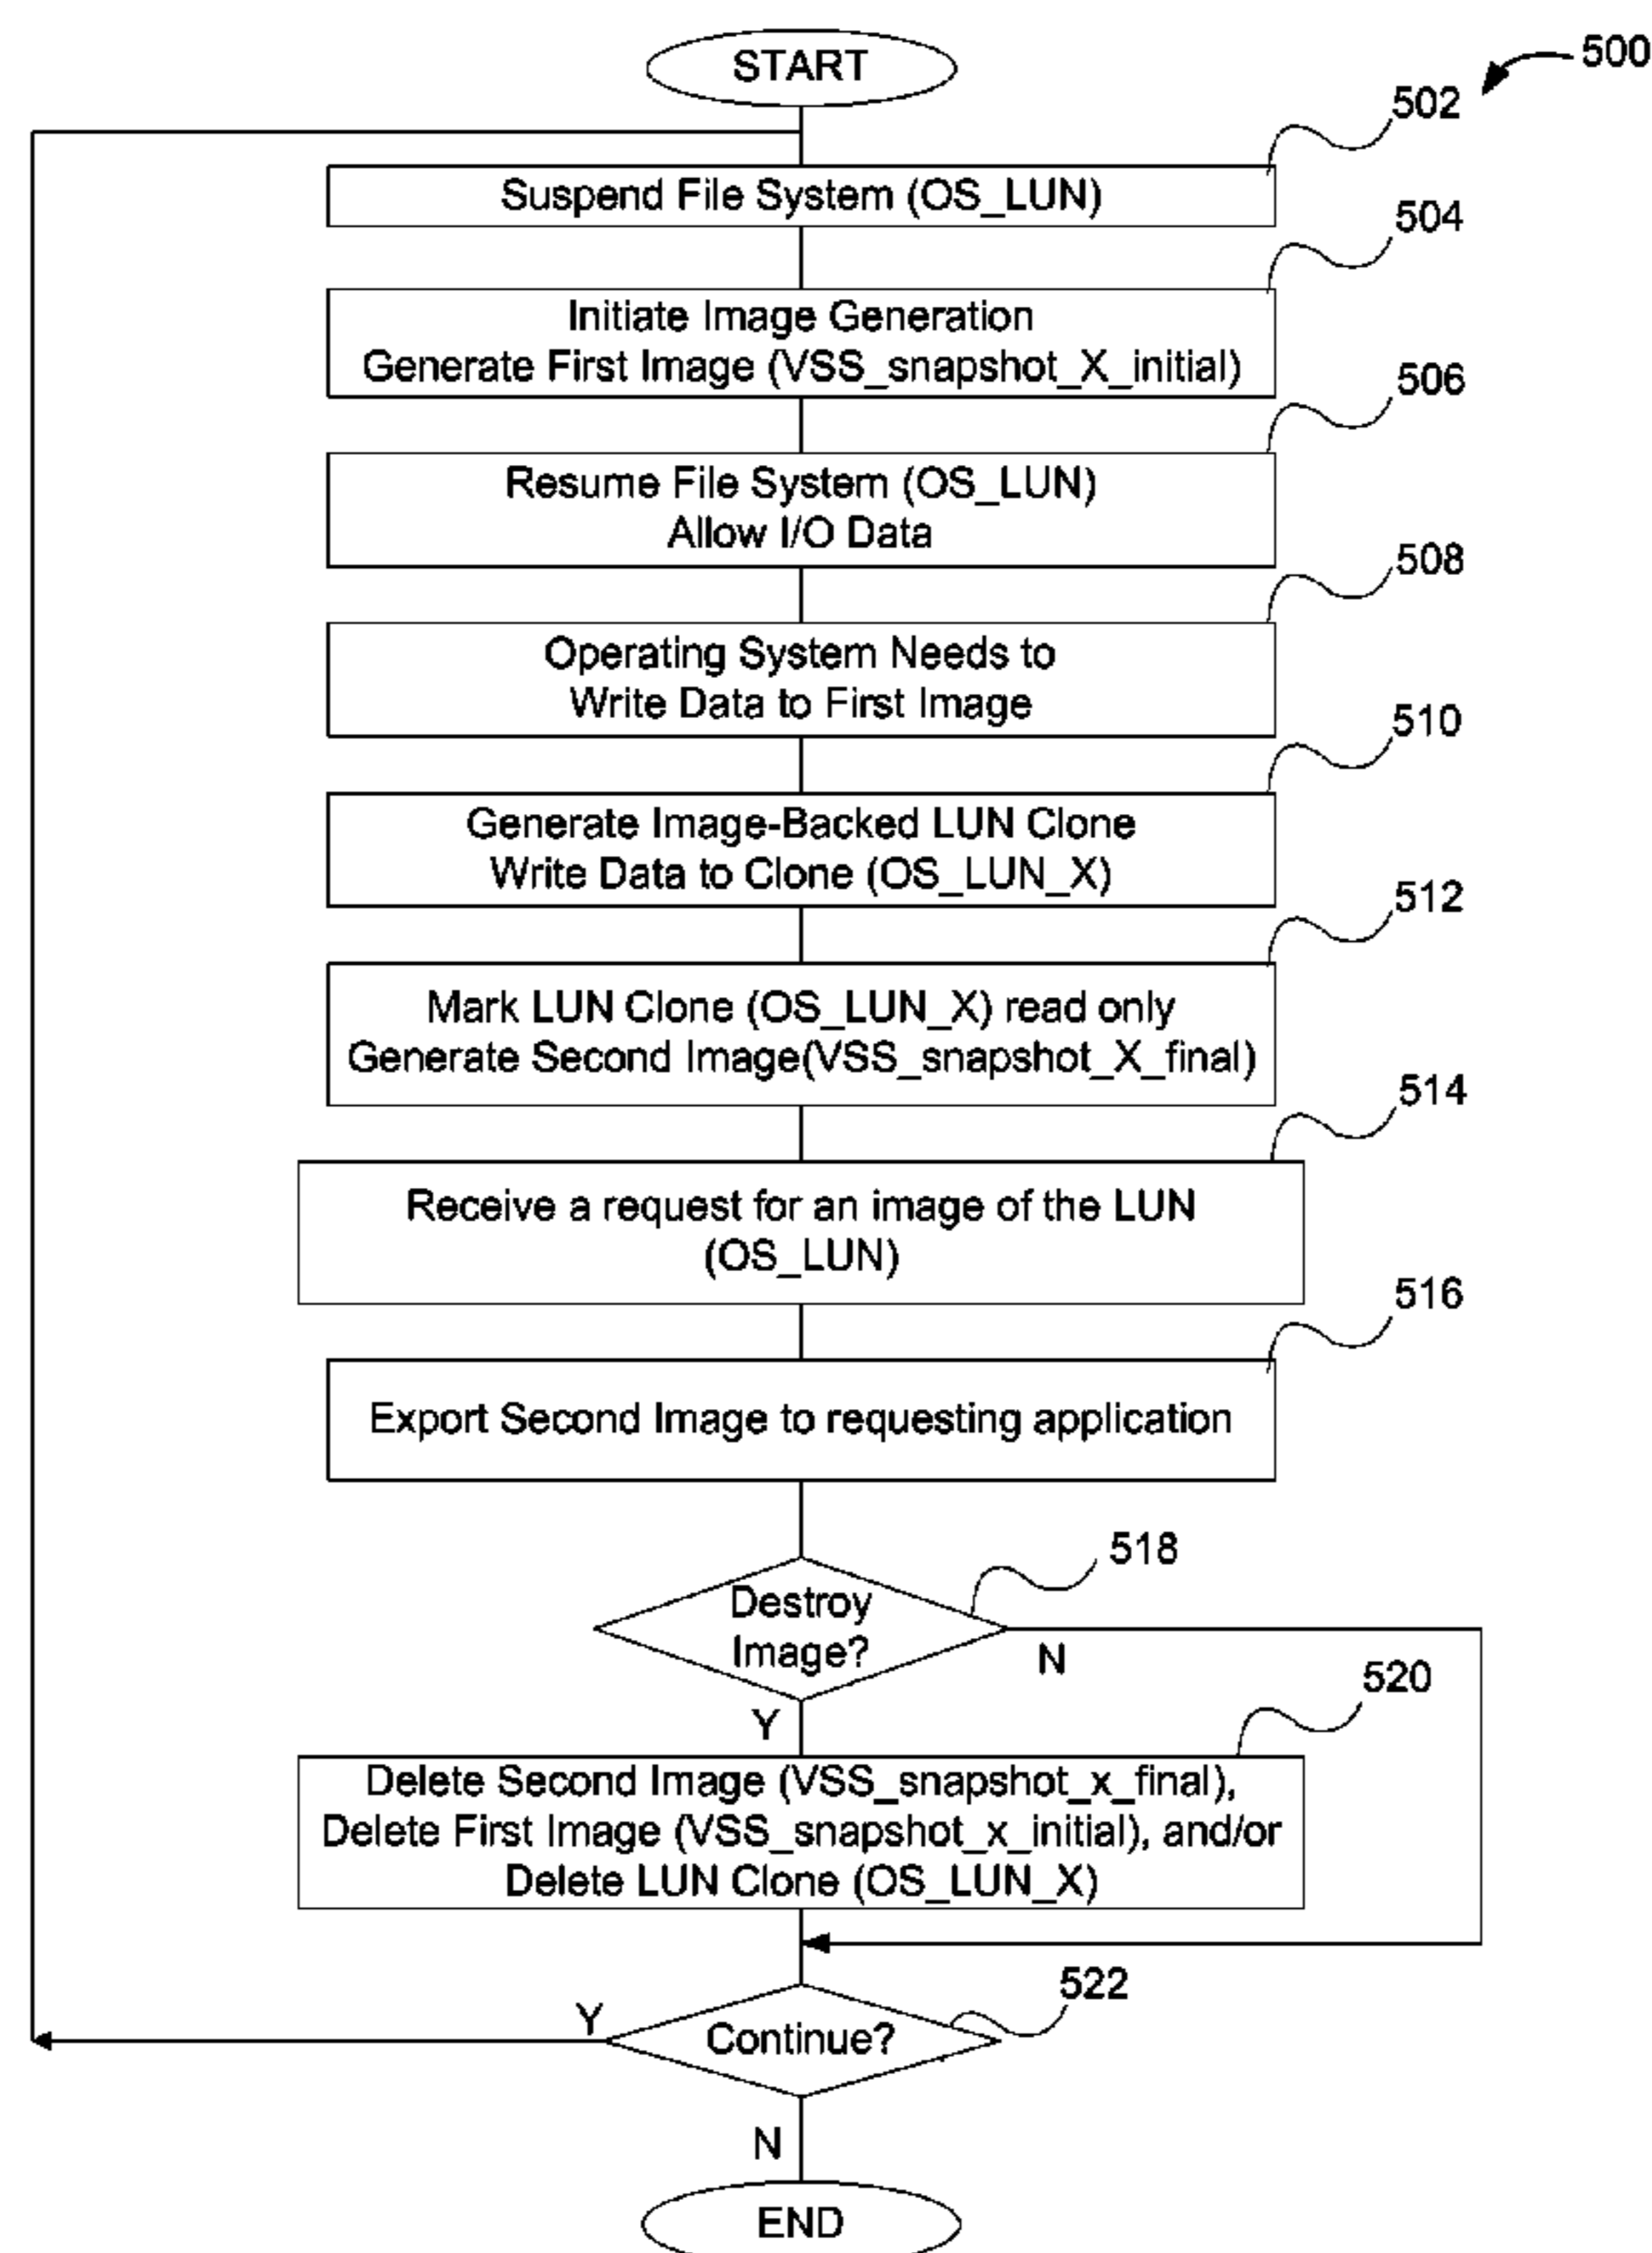 START
500
502
Suspend File System (OS_LUN)
504
Initiate Image Generation
Generate First Image (VSS_snapshot_X_initial)
506
Resume File System (OS_LUN)
Allow I/O Data
508
Operating System Needs to
Write Data to First Image
510
Generate Image-Backed LUN Clone
Write Data to Clone (OS_LUN_X)
512
Mark LUN Clone (OS_LUN_X) read only
Generate Second Image(VSS_snapshot_X_final)
514
Receive a request for an image of the LUN
(OS_LUN)
516
Export Second Image to requesting application
518
Destroy
Image?
N
Y
520
Delete Second Image (VSS_snapshot_x_final),
Delete First Image (VSS_snapshot_x_initial), and/or
Delete LUN Clone (OS_LUN_X)
522
Y
Continue?
N
END